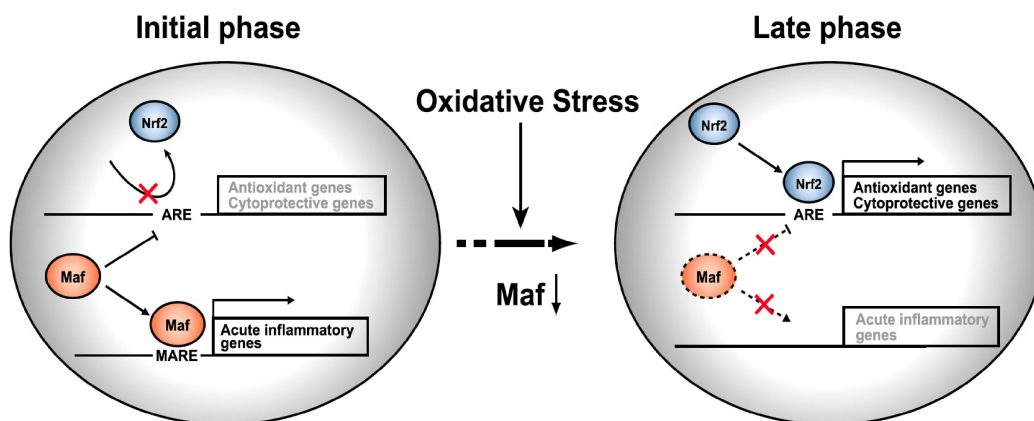 Initial phase
Late phase
Oxidative Stress
Nrf2
Antioxidant genes
Cytoprotective genes
ARE
Maf
Maf
Acute inflammatory
genes
MARE
Maf
Nrf2
Nrf2
Antioxidant genes
Cytoprotective genes
ARE
Maf
Acute inflammatory
genes